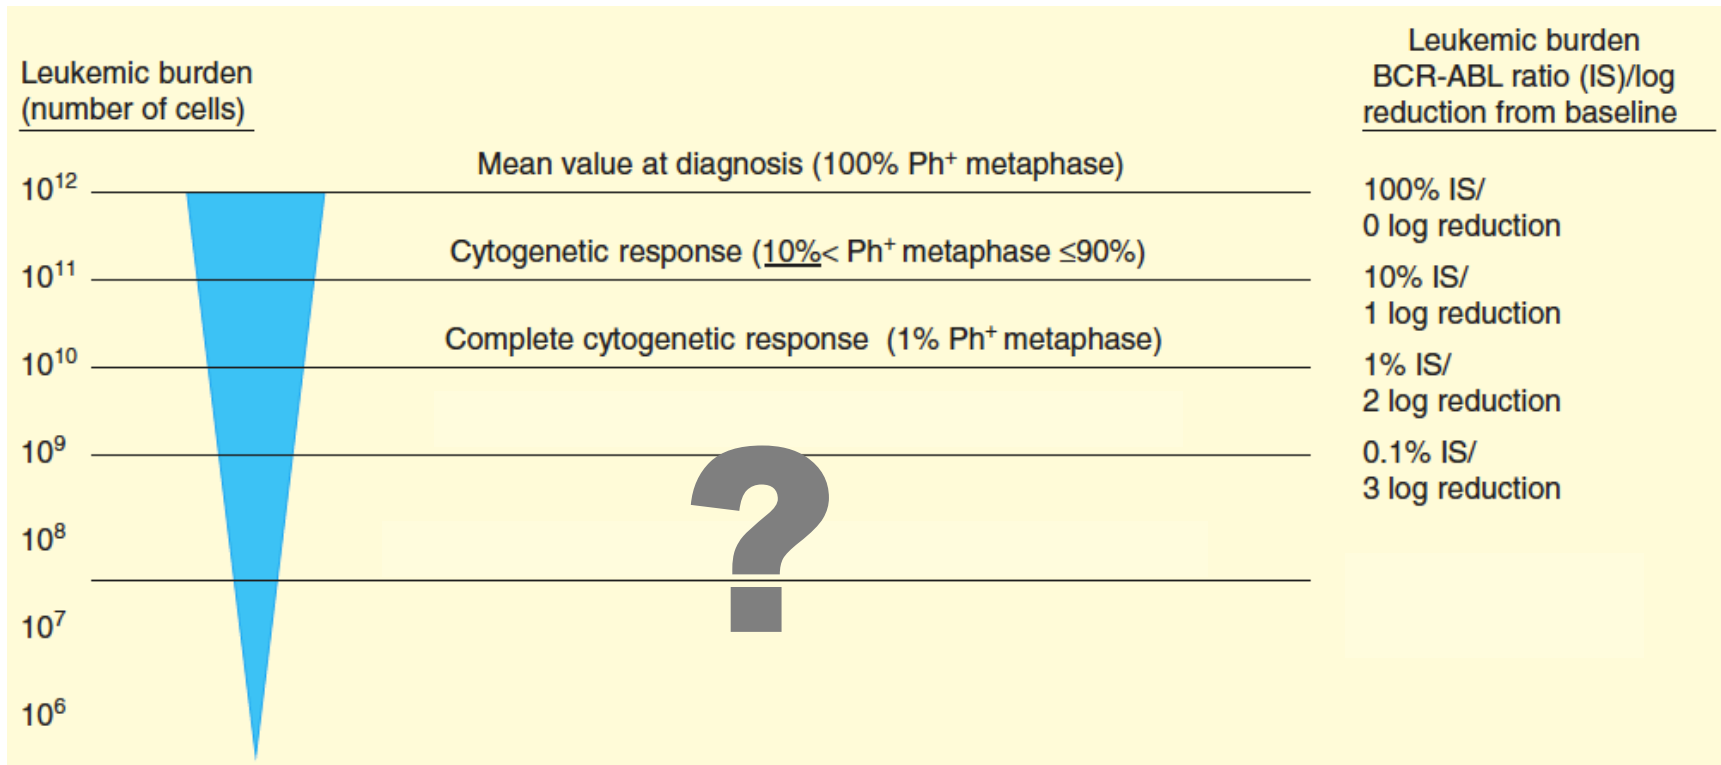 Leukemic burden
(number of cells)
Leukemic burden
BCR-ABL ratio (IS)/log
reduction from baseline
Mean value at diagnosis (100% Ph⁺ metaphase)
10¹²
100% IS/
0 log reduction
Cytogenetic response (10%< Ph⁺ metaphase ≤90%)
10¹¹
10% IS/
1 log reduction
Complete cytogenetic response (1% Ph⁺ metaphase)
10¹⁰
1% IS/
2 log reduction
10⁹
0.1% IS/
3 log reduction
?
10⁸
10⁷
10⁶